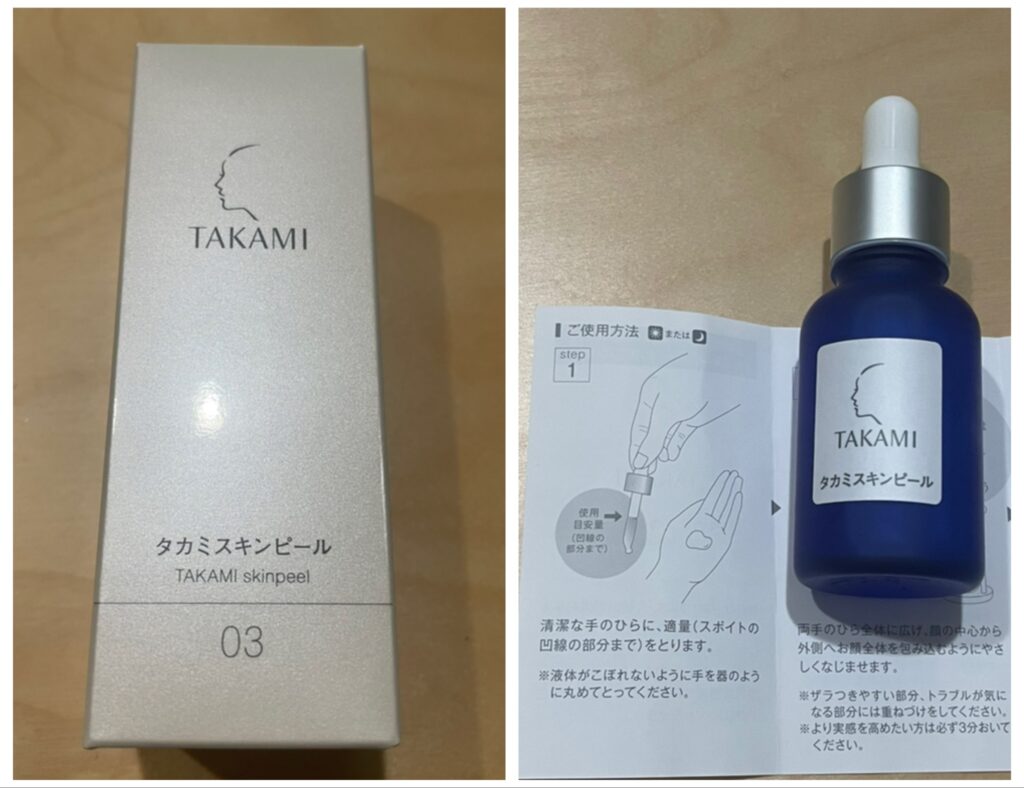 TAKAMI
タカミスキンピール
TAKAMI skinpeel
03
ご使用方法 または
step
1
使用
目安量
(凹線の
部分まで)
清潔な手のひらに、適量(スポイトの
凹線の部分まで)をとります。
※液体がこぼれないように手を器のよう
に丸めてとってください。
TAKAMI
タカミスキンピール
両手のひら全体に広げ、顔の中心から
外側へお顔全体を包み込むようにやさ
しくなじませます。
※ザラつきやすい部分、トラブルが気に
なる部分には重ねづけをしてください。
※より実感を高めたい方は必ず3分おいて
ください。